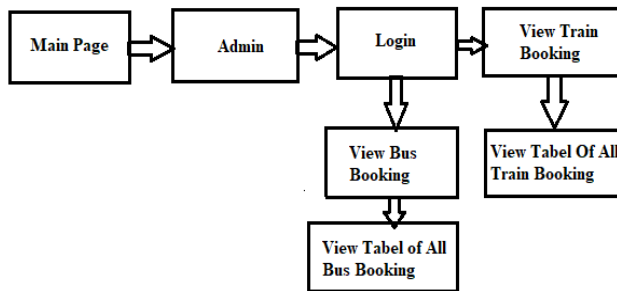 Main Page
Admin
Login
View Train
Booking
View Bus
Booking
View Tabel Of All
Train Booking
View Tabel of All
Bus Booking